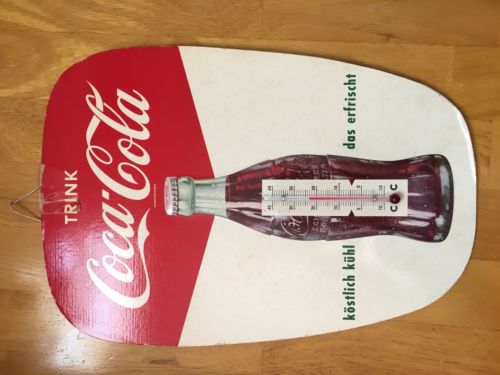 TRINK
Coca-Cola
köstlich kühl das erfrischt
C C